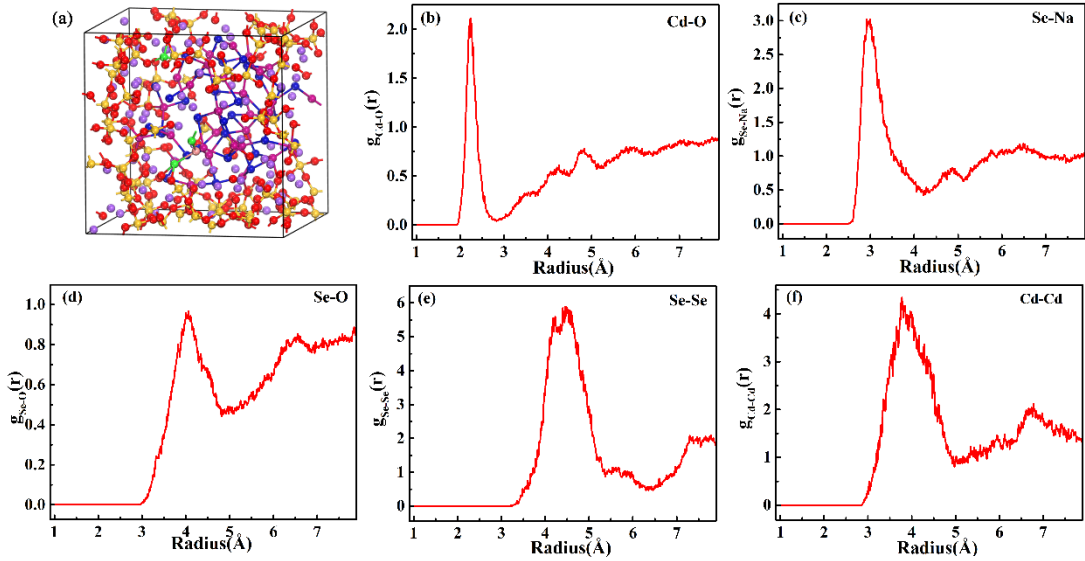 (a)
(b)
Cd-O
2.0
1.5
1.0
0.5
0.0
g_Cd-O(r)
1 2 3 4 5 6 7
Radius(Å)
(c)
Se-Na
3.0
2.5
2.0
1.5
1.0
0.5
0.0
g_Se-Na(r)
1 2 3 4 5 6 7
Radius(Å)
(d)
Se-O
1.0
0.8
0.6
0.4
0.2
0.0
g_Se-O(r)
1 2 3 4 5 6 7
Radius(Å)
(e)
Se-Se
6
5
4
3
2
1
0
g_Se-Se(r)
1 2 3 4 5 6 7
Radius(Å)
(f)
Cd-Cd
4
3
2
1
0
g_Cd-Cd(r)
1 2 3 4 5 6 7
Radius(Å)